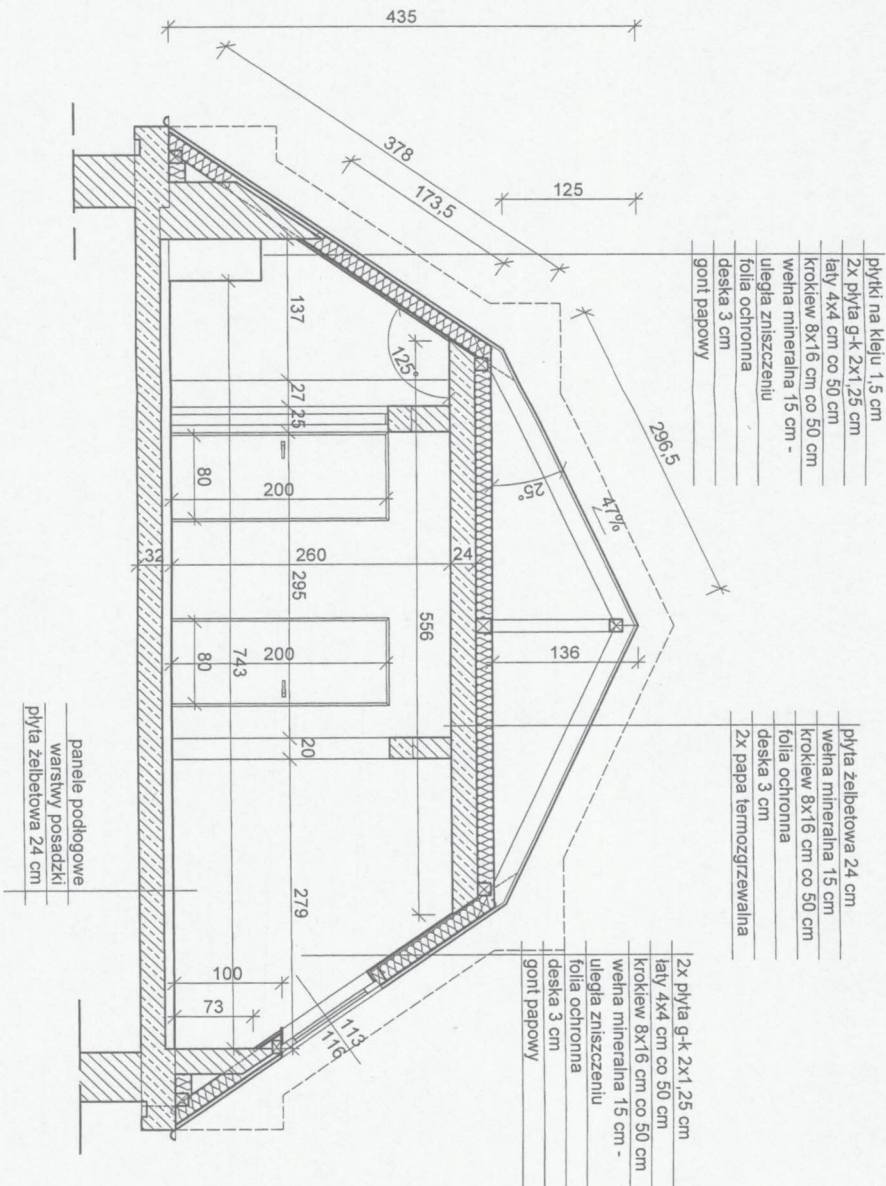 435
378
173,5
125
płytki na kleju 1,5 cm
2x płyta g-k 2x1,25 cm
łaty 4x4 cm co 50 cm
krokiew 8x16 cm co 50 cm
wełna mineralna 15 cm -
uległa zniszczeniu
folia ochronna
deska 3 cm
gont papowy
296,5
47%
25°
125°
137
27
25
80
200
32
260
24
295
556
136
743
80
200
20
279
100
73
113
116
płyta żelbetowa 24 cm
wełna mineralna 15 cm
krokiew 8x16 cm co 50 cm
folia ochronna
deska 3 cm
2x papa termozgrzewalna
panele podłogowe
warstwy posadzki
płyta żelbetowa 24 cm
2x płyta g-k 2x1,25 cm
łaty 4x4 cm co 50 cm
krokiew 8x16 cm co 50 cm
wełna mineralna 15 cm -
uległa zniszczeniu
folia ochronna
deska 3 cm
gont papowy